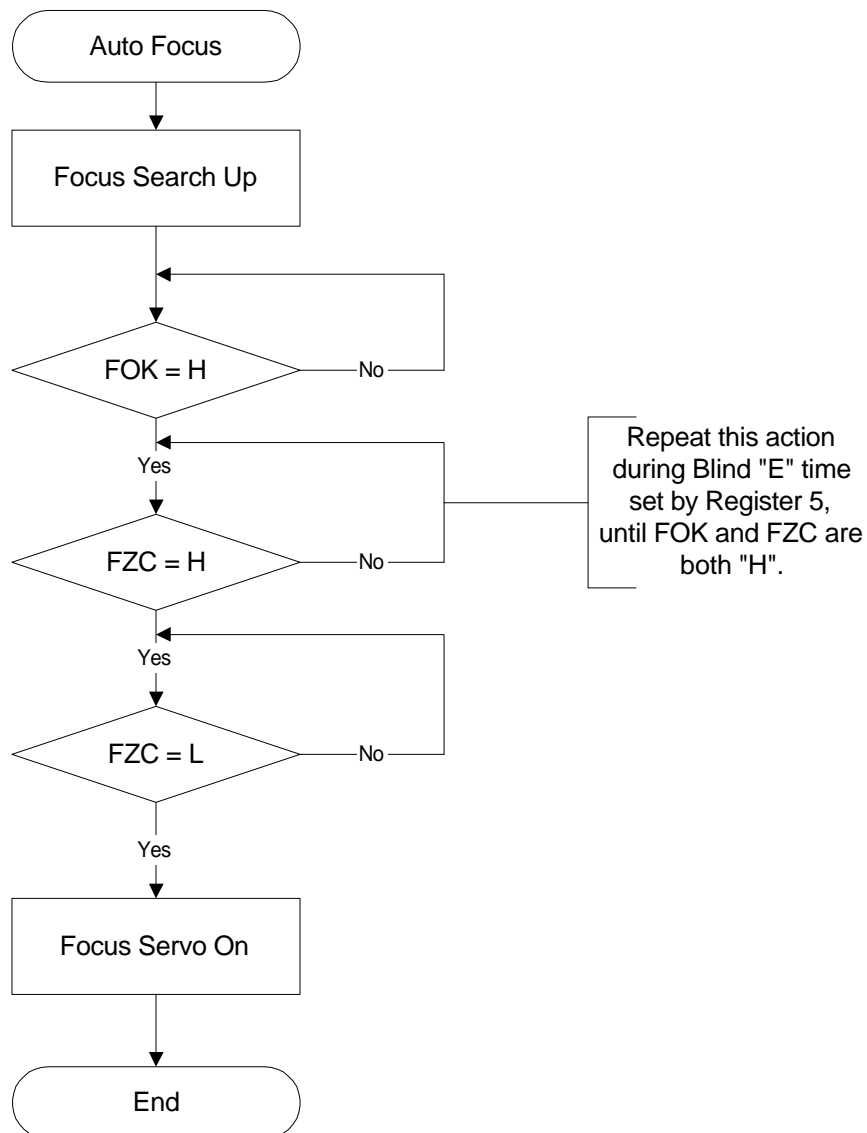 Auto Focus
Focus Search Up
FOK = H
No
Yes
Repeat this action
during Blind "E" time
set by Register 5,
until FOK and FZC are
both "H".
FZC = H
No
Yes
FZC = L
No
Yes
Focus Servo On
End